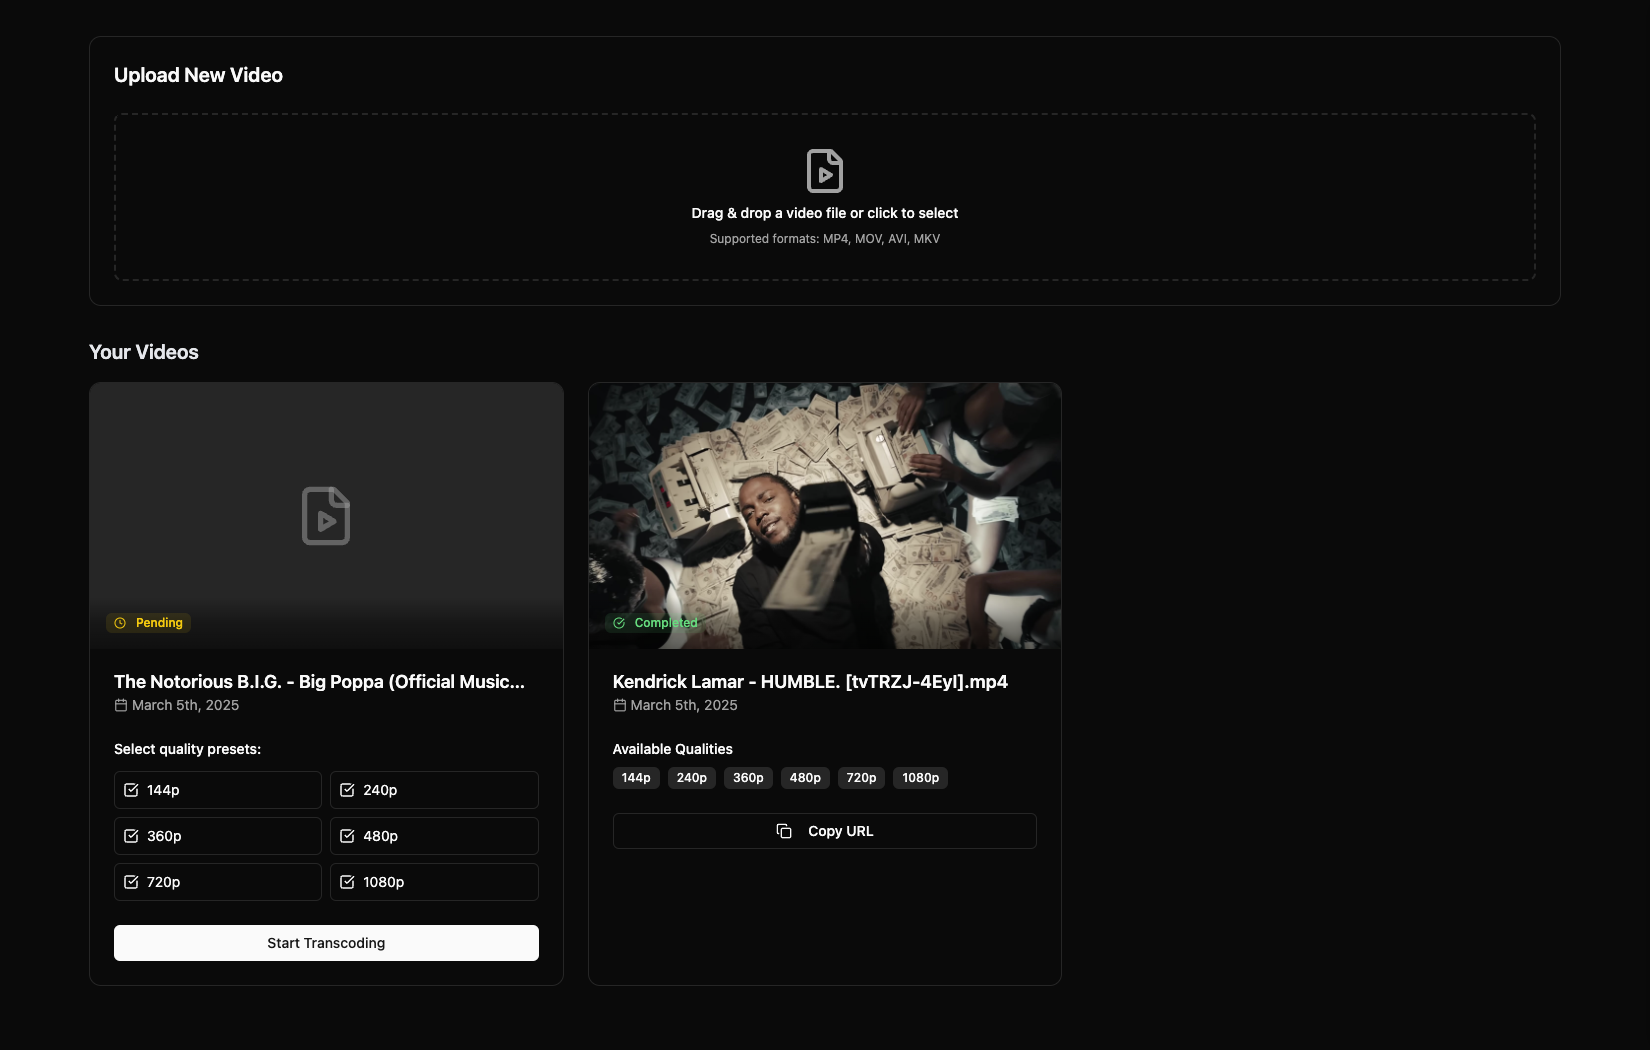 Upload New Video
Drag & drop a video file or click to select
Supported formats: MP4, MOV, AVI, MKV
Your Videos
Pending
The Notorious B.I.G. - Big Poppa (Official Music...
March 5th, 2025
Select quality presets:
144p
240p
360p
480p
720p
1080p
Start Transcoding
Completed
Kendrick Lamar - HUMBLE. [tvTRZJ-4EyI].mp4
March 5th, 2025
Available Qualities
144p 240p 360p 480p 720p 1080p
Copy URL